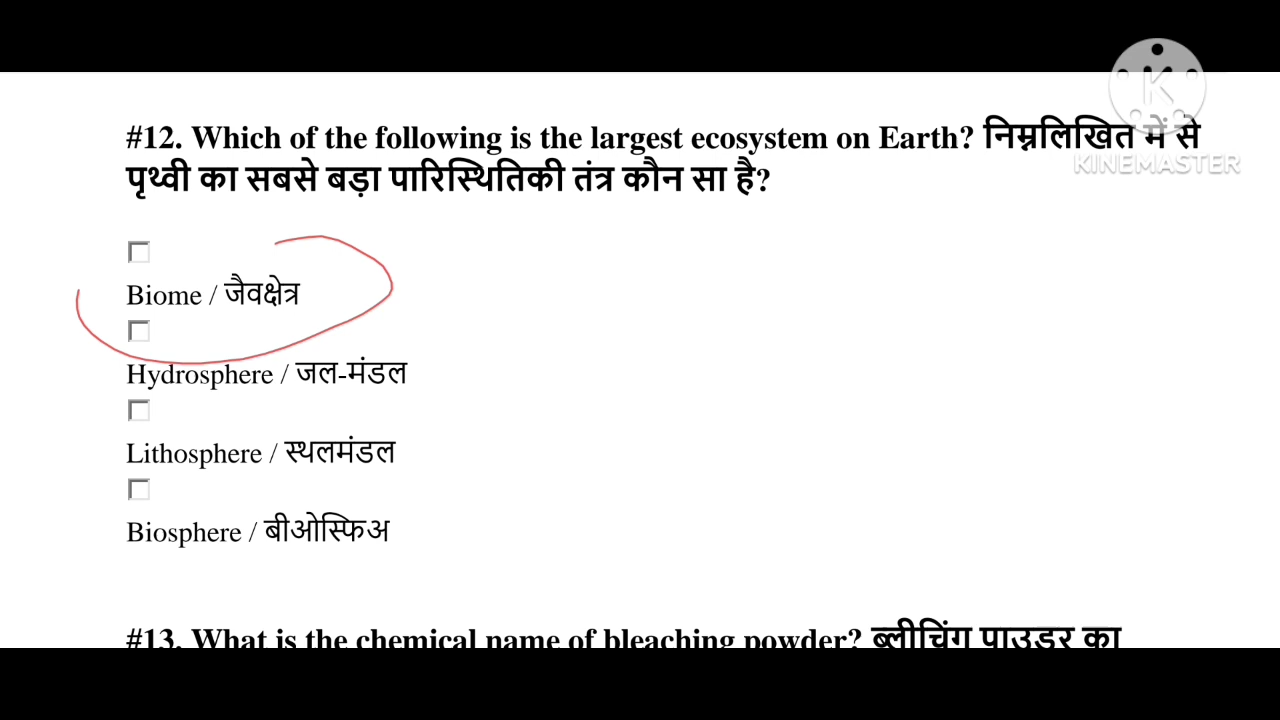 #12. Which of the following is the largest ecosystem on Earth? निम्नलिखित में से
पृथ्वी का सबसे बड़ा पारिस्थितिकी तंत्र कौन सा है?
KINEMASTER
Biome / जैवक्षेत्र
Hydrosphere / जल-मंडल
Lithosphere / स्थलमंडल
Biosphere / बीओस्फिअ
#13. What is the chemical name of bleaching powder? ब्लीचिंग पाउडर का